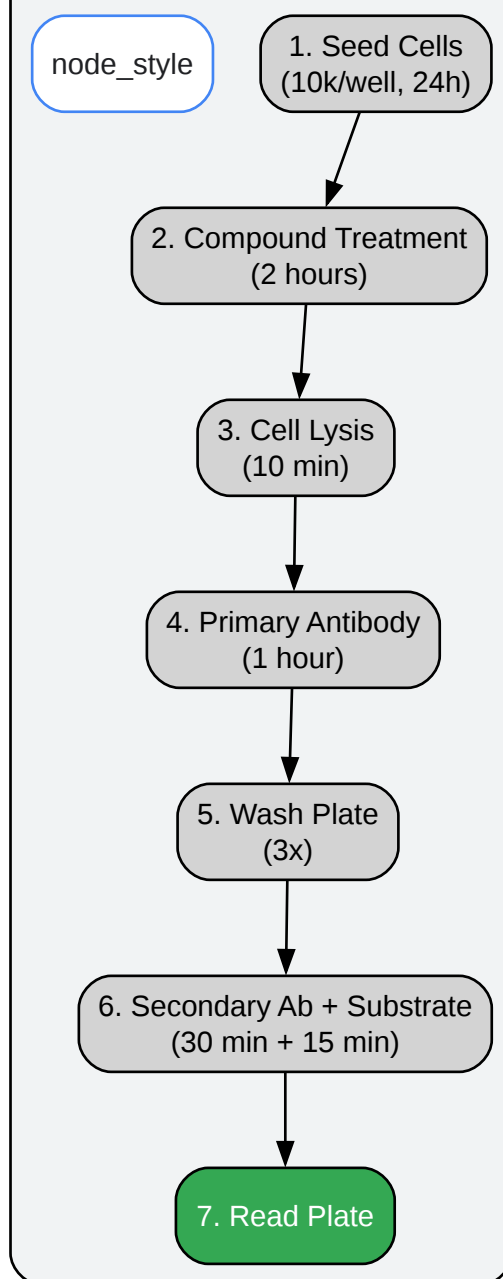 node_style
1. Seed Cells
(10k/well, 24h)
2. Compound Treatment
(2 hours)
3. Cell Lysis
(10 min)
4. Primary Antibody
(1 hour)
5. Wash Plate
(3x)
6. Secondary Ab + Substrate
(30 min + 15 min)
7. Read Plate